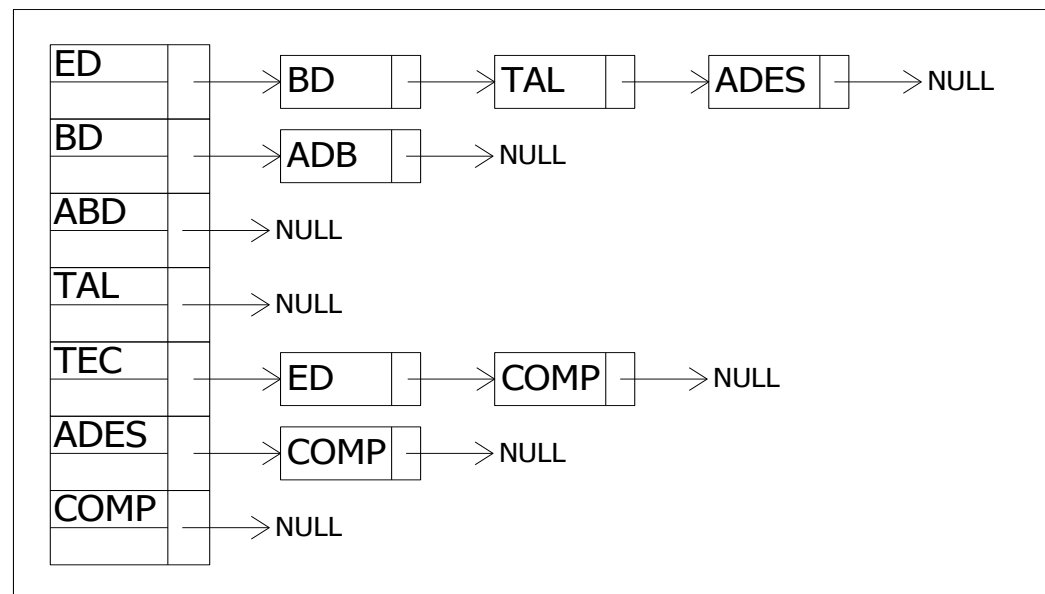 ED BD TAL ADES NULL
BD ADB NULL
ABD NULL
TAL NULL
TEC ED COMP NULL
ADES COMP NULL
COMP NULL